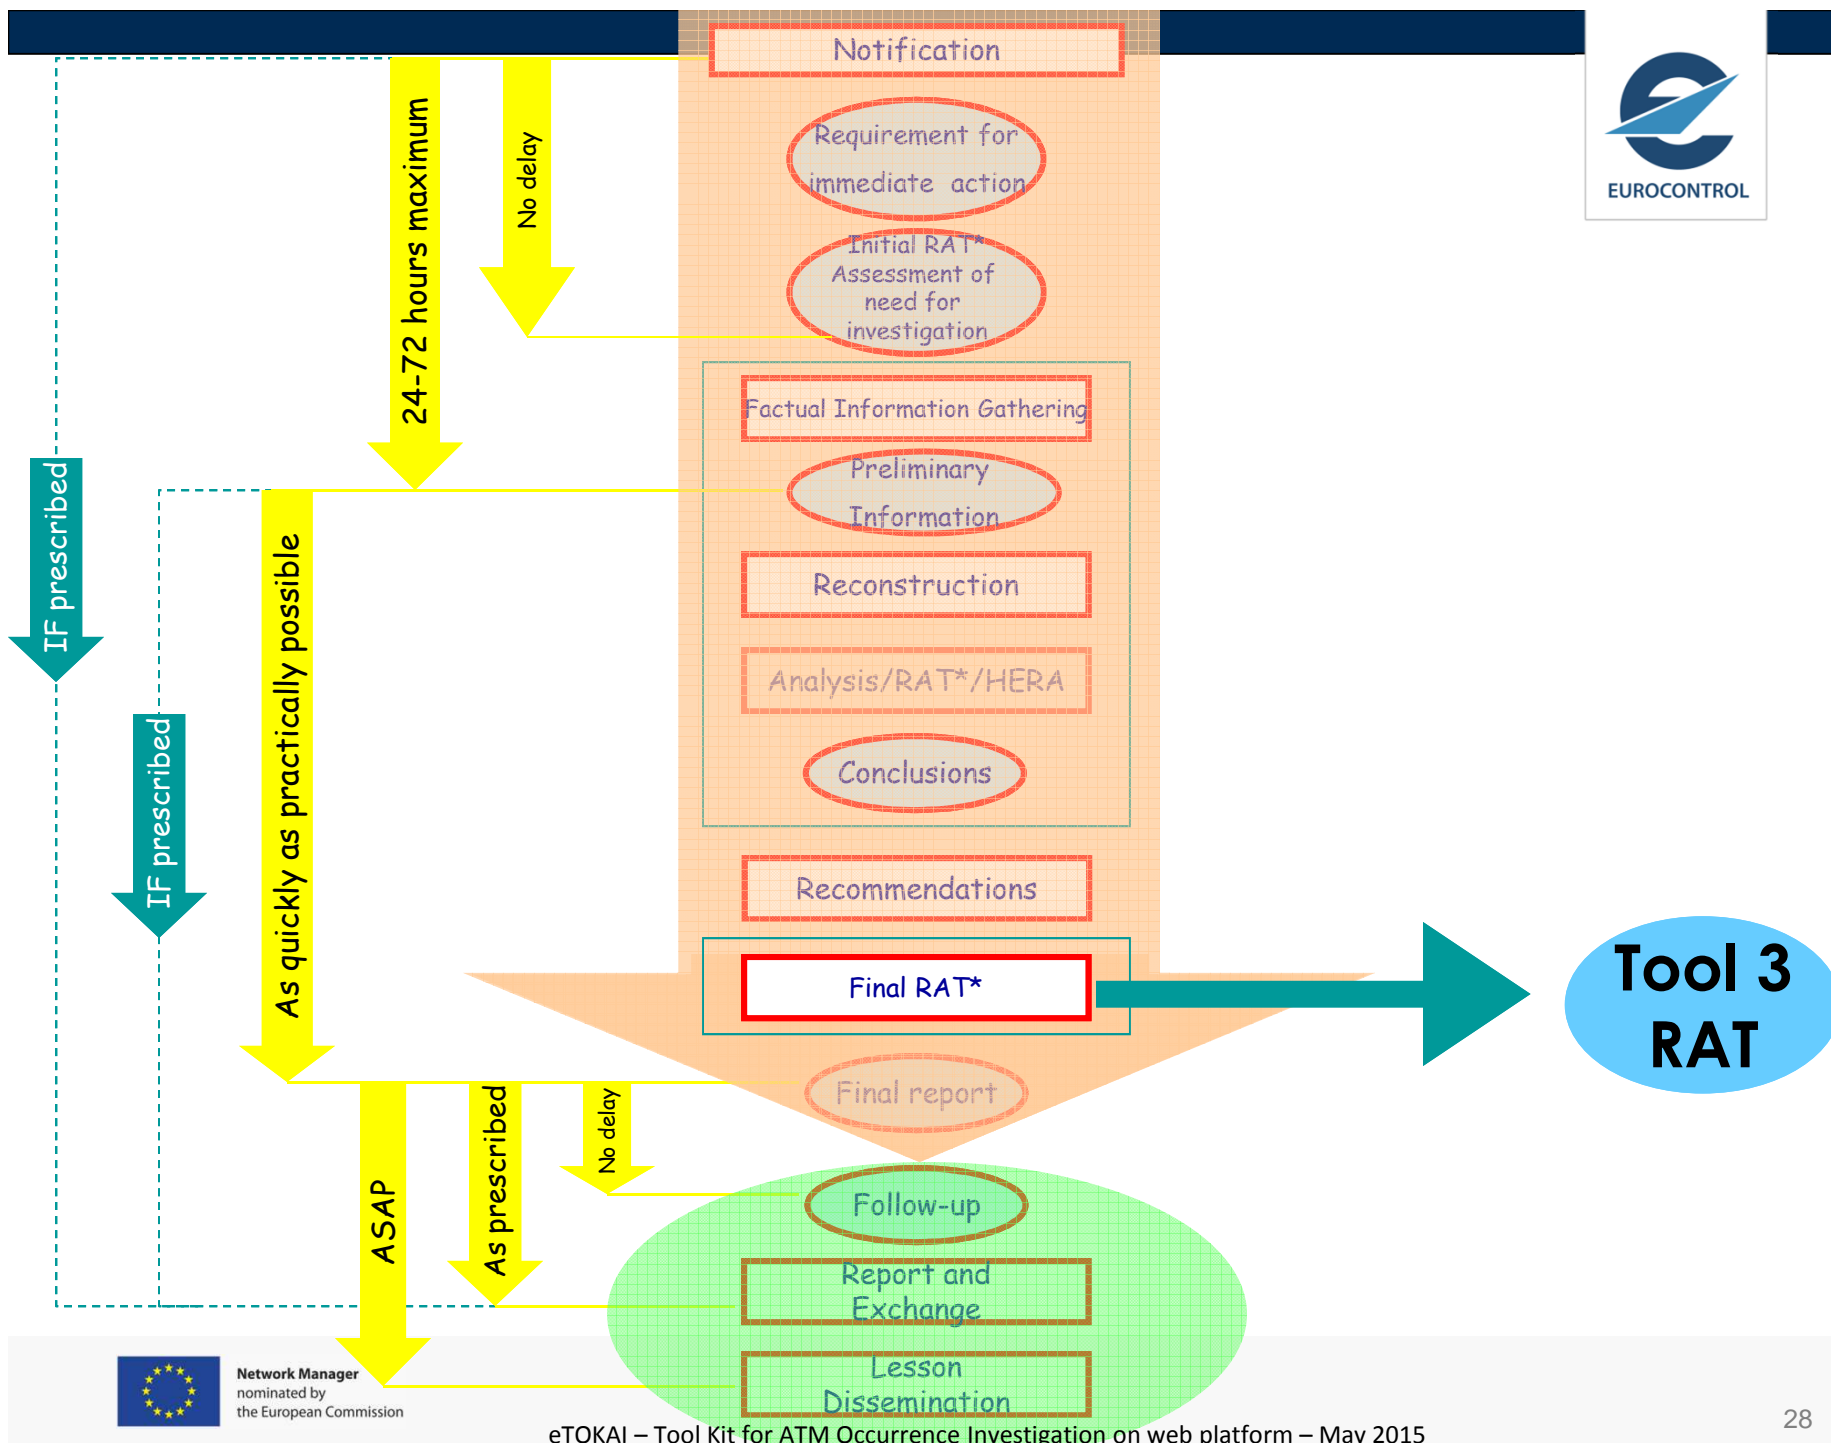 Notification
Requirement for
immediate action
Initial RAT*
Assessment of
need for
investigation
Factual Information Gathering
Preliminary
Information
Reconstruction
Analysis/RAT*/HERA
Conclusions
Recommendations
Final RAT*
Final report
Follow-up
Report and
Exchange
Lesson
Dissemination
24-72 hours maximum
No delay
IF prescribed
IF prescribed
As quickly as practically possible
ASAP
As prescribed
No delay
Tool 3
RAT
EUROCONTROL
Network Manager
nominated by
the European Commission
eTOKAI – Tool Kit for ATM Occurrence Investigation on web platform – May 2015
28